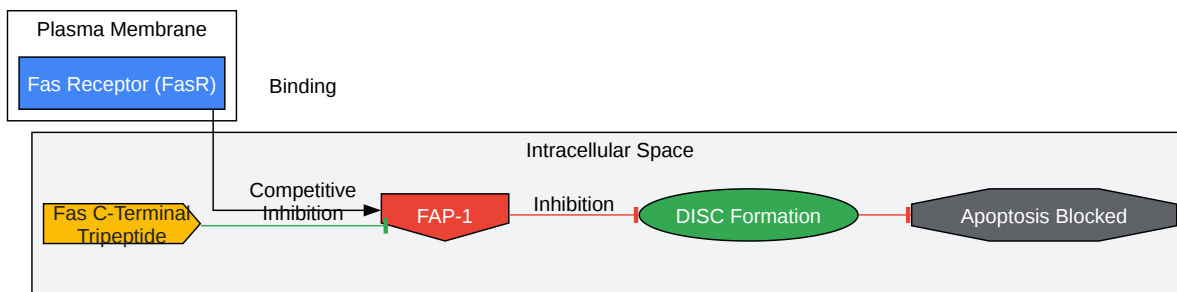 Plasma Membrane
Fas Receptor (FasR)
Binding
Intracellular Space
Fas C-Terminal
Tripeptide
Competitive
Inhibition
FAP-1
Inhibition
DISC Formation
Apoptosis Blocked